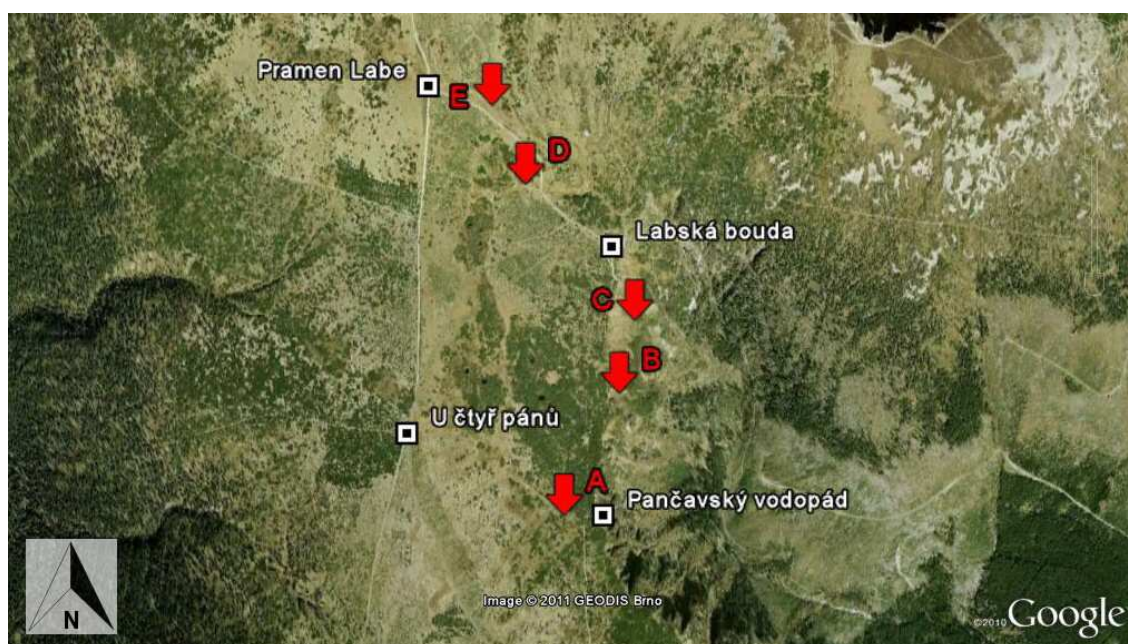 Pramen Labe
E
D
Labská bouda
C
B
U čtyř pánů
A
Pančavský vodopád
N
Image © 2011 GEODIS Brno
©2010 Google